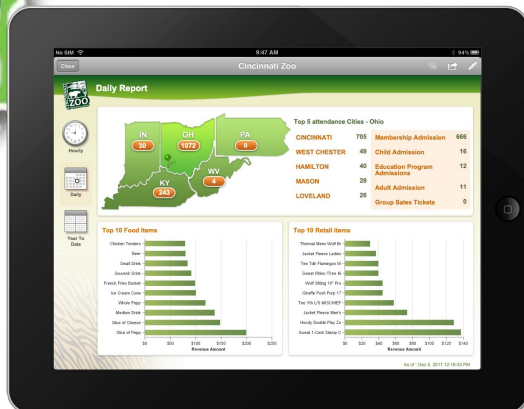 No SIM
9:47 AM
94%
Close
Cincinnati Zoo
ZOO
Daily Report
Hourly
Daily
Year To
Date
IN
30
OH
1072
PA
0
WV
4
KY
243
Top 5 attendance Cities - Ohio
CINCINNATI 705
WEST CHESTER 49
HAMILTON 40
MASON 28
LOVELAND 26
Membership Admission 666
Child Admission 16
Education Program 12
Admissions
Adult Admission 11
Group Sales Tickets 0
Top 10 Food items
Chicken Tenders
Beer
Small Drink
Souvenir Drink
French Fries Basket
Ice Cream Cone
Whole Pepp
Medium Drink
Slice of Cheese
Slice of Pepp
$0 $50 $100 $150 $200 $250
Revenue Amount
Top 10 Retail items
Thermal Mens Wolf Br
Jacket Fleece Ladies
Tee Tdlr Flamingos W
Sweat Rhino /Tree Ki
Wolf Sitting 10" Pro
Giraffe Posh Purp 17
Tee Yth L/S MISCHIEF
Jacket Fleece Men's
Howdy Double Play Zo
Sweat 1-Cent Stamp C
$0 $20 $40 $60 $80 $100 $120 $140
Revenue Amount
As of : Dec 5, 2011 12:18:33 PM